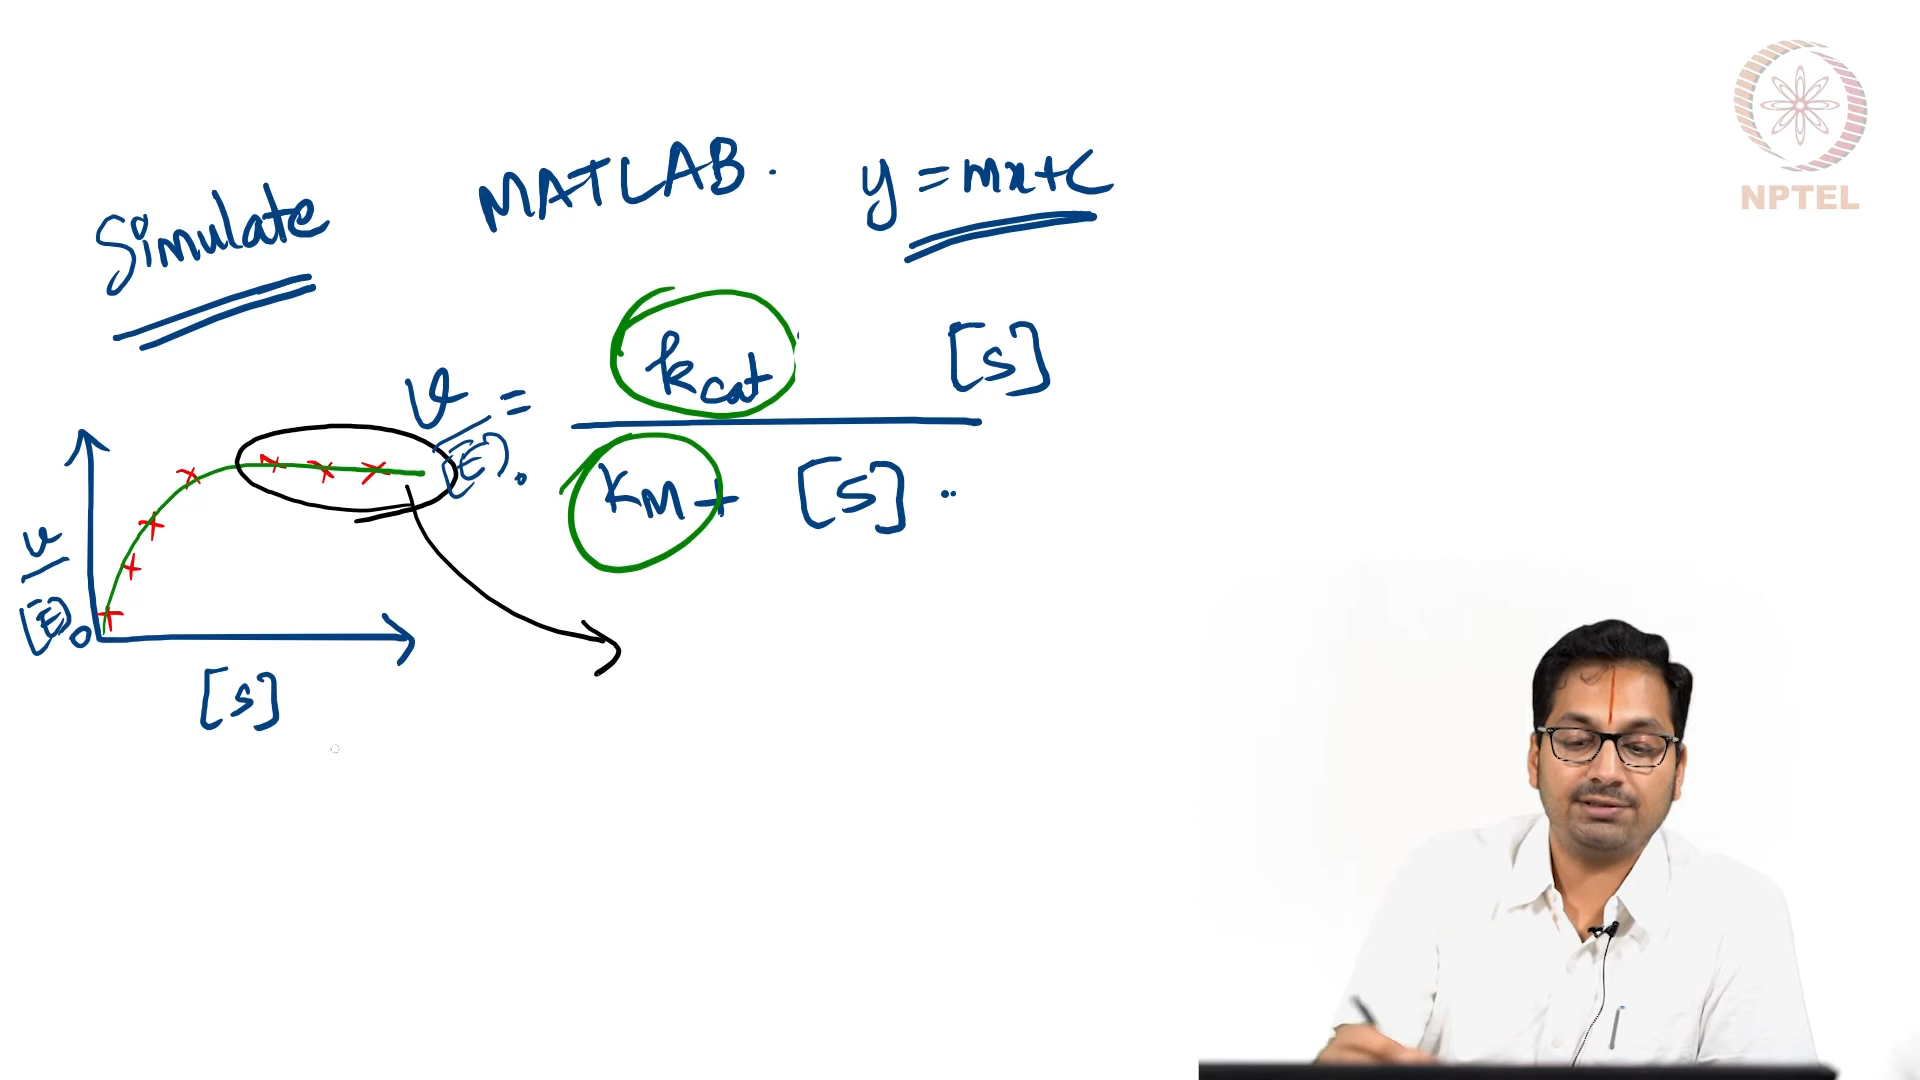 Simulate MATLAB. y = mx+c
NPTEL
v/[E]₀ = kcat [S] / KM + [S]
v/[E]₀
[S]